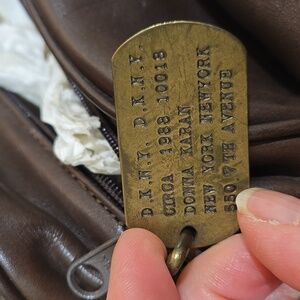 D.K.N.Y. D.K.N.Y.
CIRCA 1988 10018
DONNA KARAN
NEW YORK NEWYORK
550 7TH AVENUE